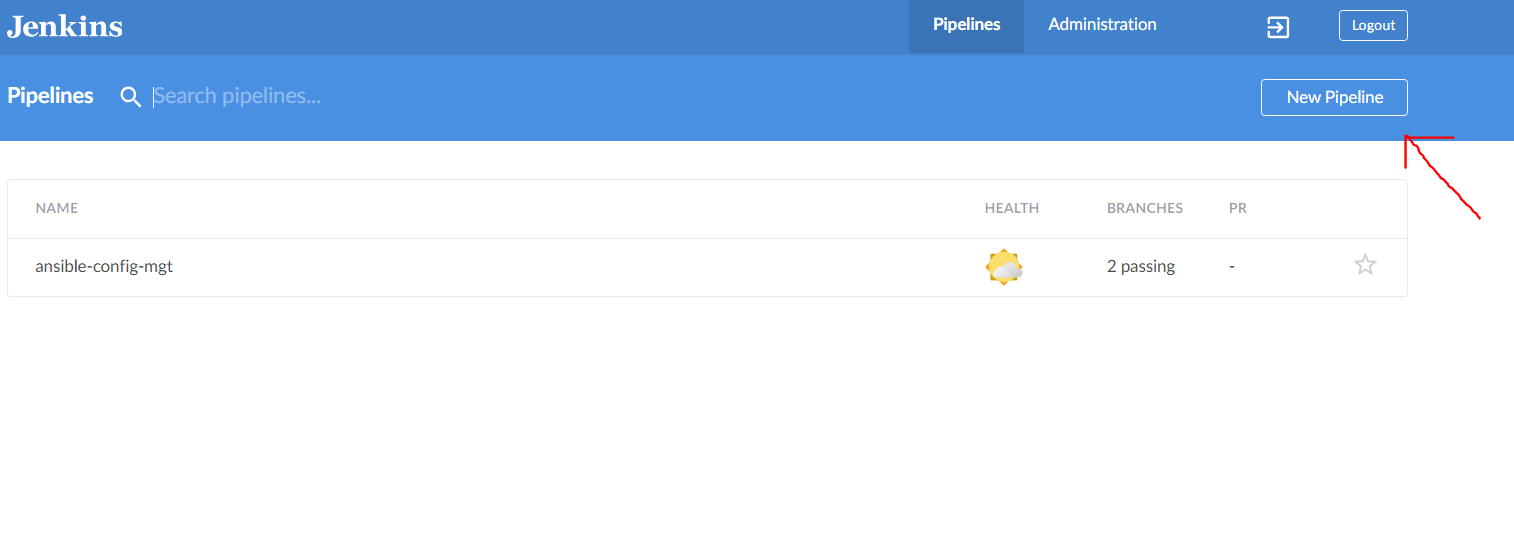 Jenkins Pipelines Administration Logout
Pipelines Search pipelines... New Pipeline
NAME HEALTH BRANCHES PR
ansible-config-mgt 2 passing -